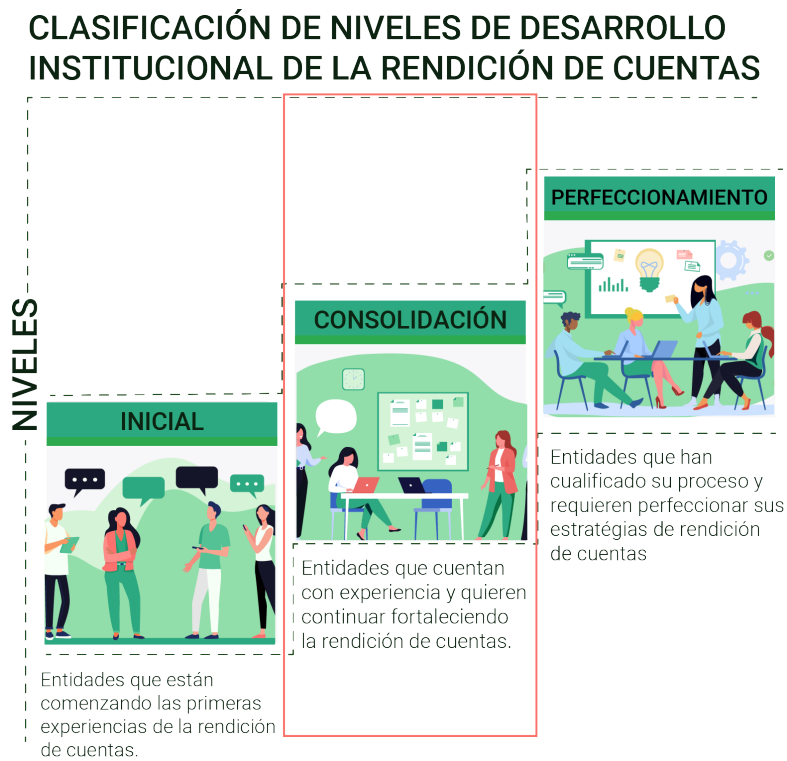 CLASIFICACIÓN DE NIVELES DE DESARROLLO
INSTITUCIONAL DE LA RENDICIÓN DE CUENTAS
NIVELES
INICIAL
Entidades que están
comenzando las primeras
experiencias de la rendición
de cuentas.
CONSOLIDACIÓN
Entidades que cuentan
con experiencia y quieren
continuar fortaleciendo
la rendición de cuentas.
PERFECCIONAMIENTO
Entidades que han
cualificado su proceso y
requieren perfeccionar sus
estratégias de rendición
de cuentas